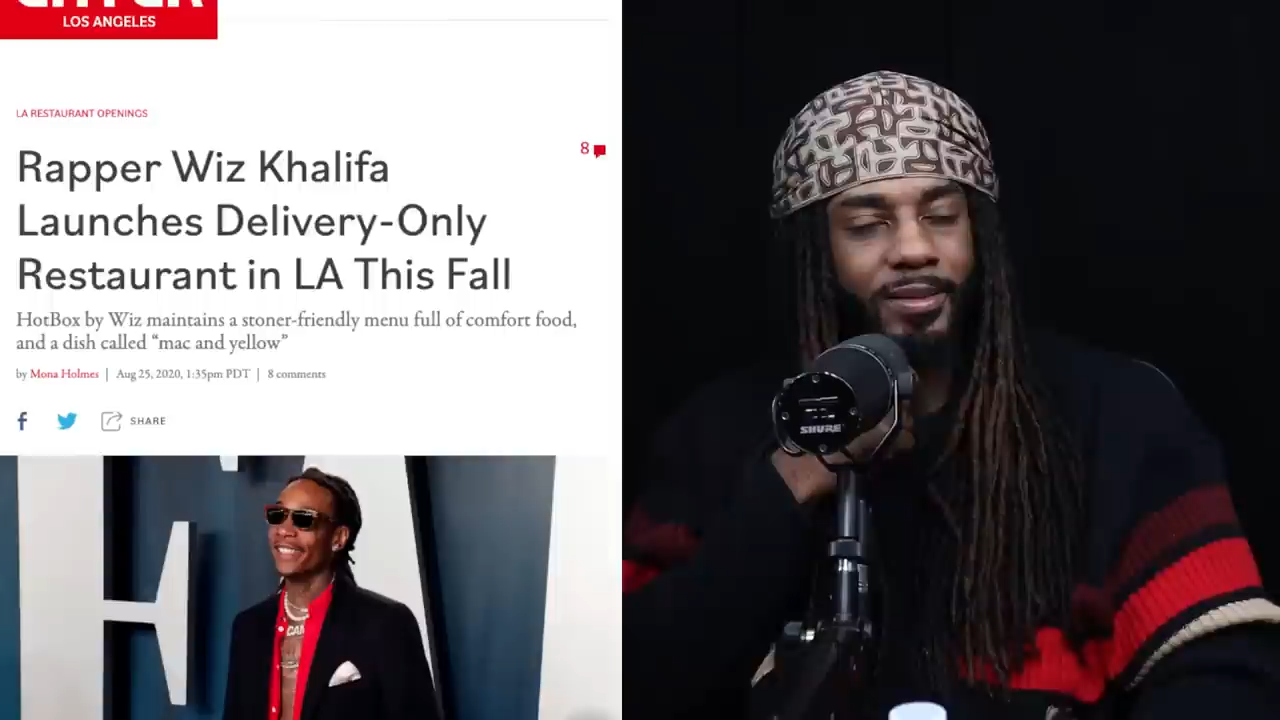 LOS ANGELES
LA RESTAURANT OPENINGS
8
Rapper Wiz Khalifa
Launches Delivery-Only
Restaurant in LA This Fall
HotBox by Wiz maintains a stoner-friendly menu full of comfort food,
and a dish called “mac and yellow”
by Mona Holmes | Aug 25, 2020, 1:35pm PDT | 8 comments
SHARE
SHURE